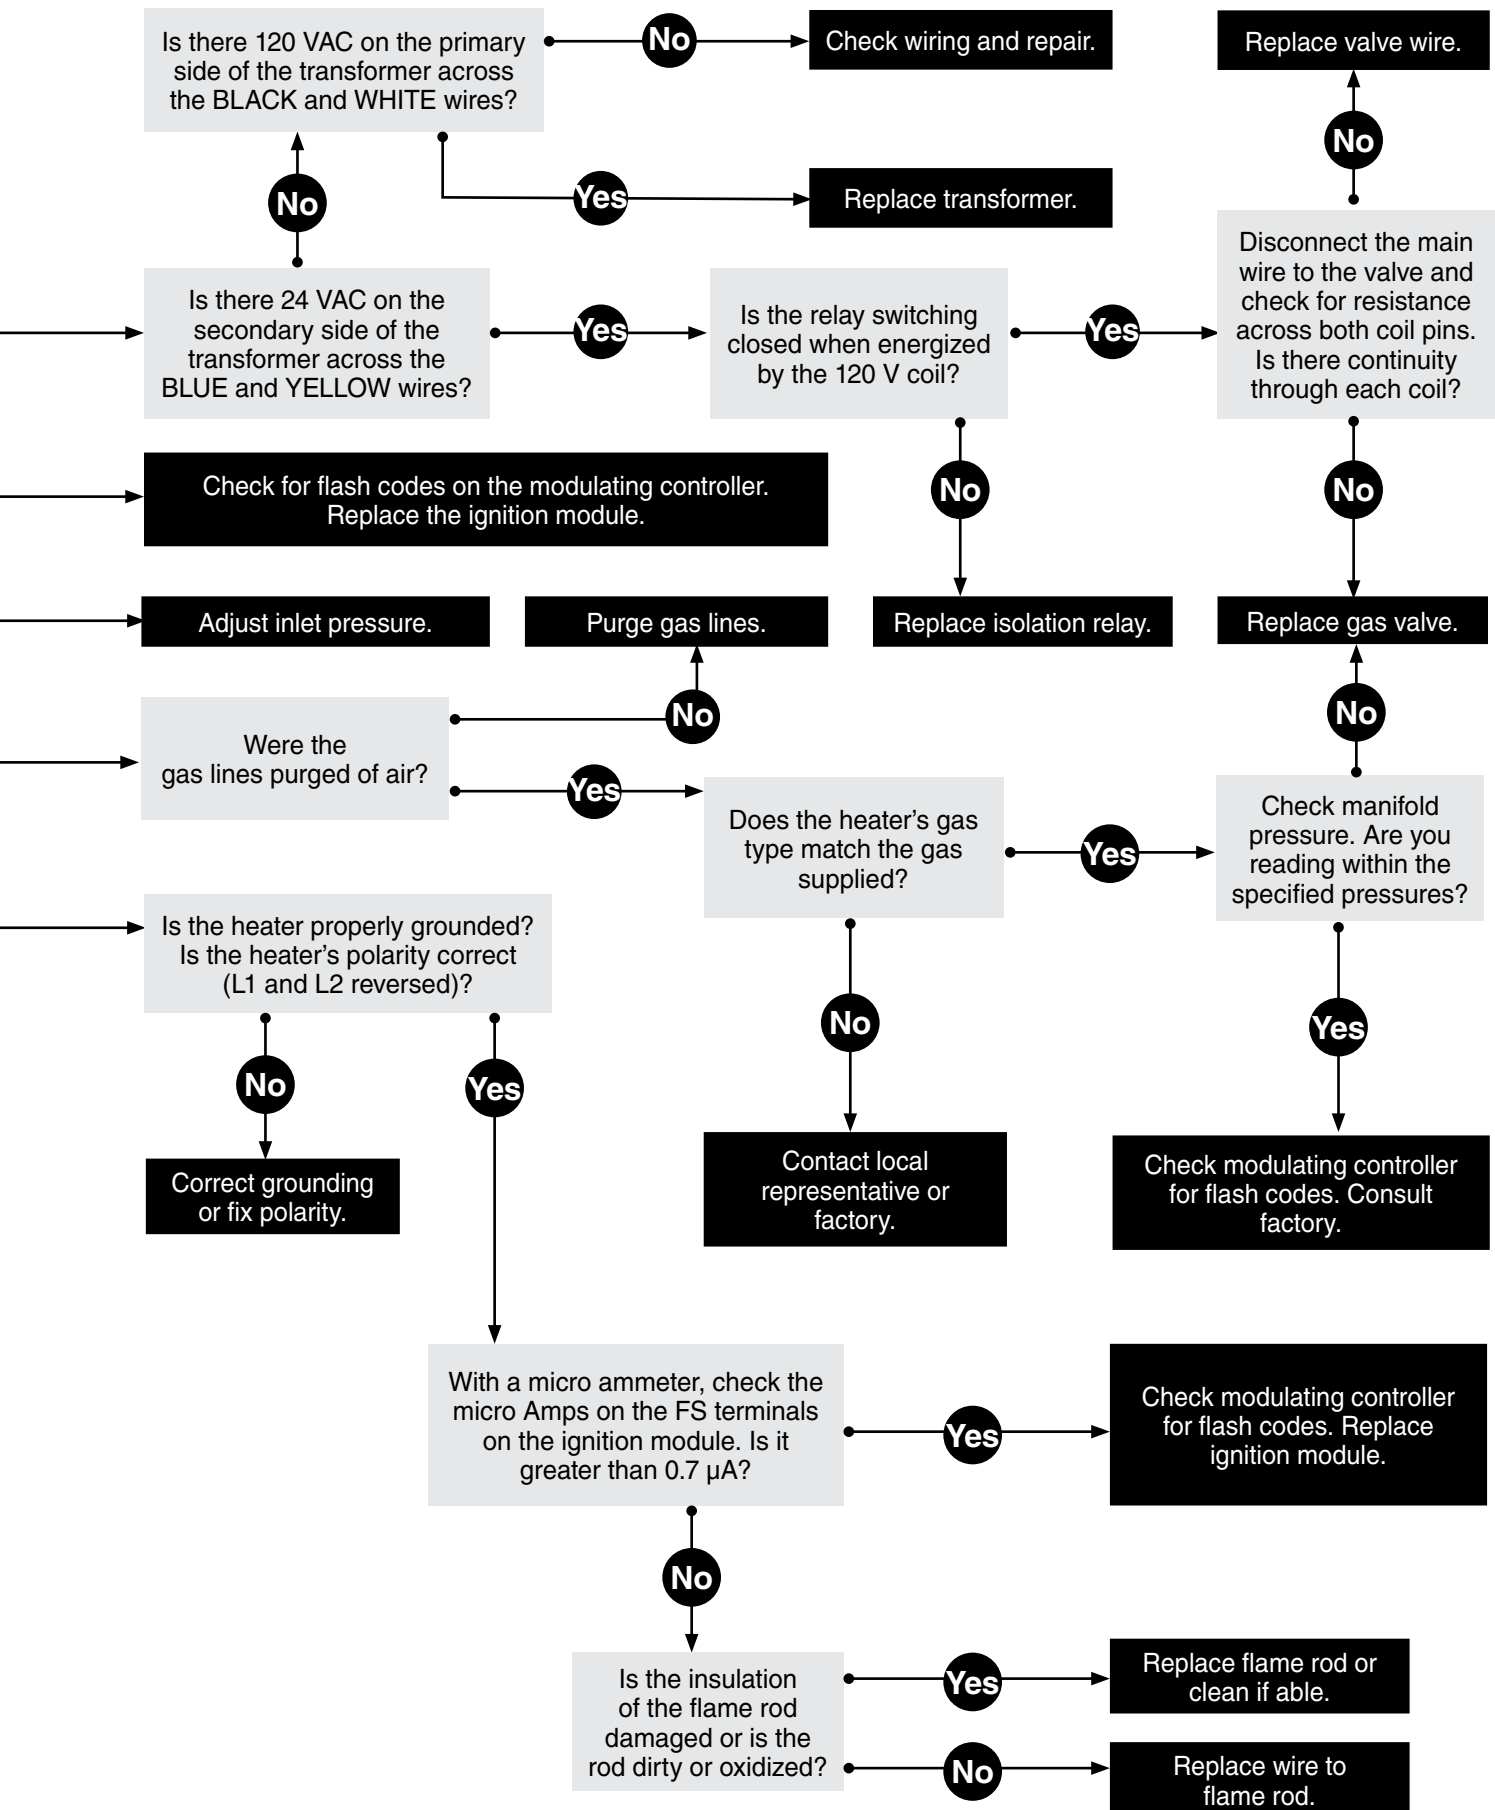 Is there 120 VAC on the primary
side of the transformer across
the BLACK and WHITE wires?
No
Check wiring and repair.
Replace valve wire.
No
Yes
Replace transformer.
No
Disconnect the main
wire to the valve and
check for resistance
across both coil pins.
Is there continuity
through each coil?
Is there 24 VAC on the
secondary side of the
transformer across the
BLUE and YELLOW wires?
Yes
Is the relay switching
closed when energized
by the 120 V coil?
Yes
No
No
Check for flash codes on the modulating controller.
Replace the ignition module.
Adjust inlet pressure.
Purge gas lines.
Replace isolation relay.
Replace gas valve.
No
No
Were the
gas lines purged of air?
Yes
Does the heater’s gas
type match the gas
supplied?
Yes
Check manifold
pressure. Are you
reading within the
specified pressures?
Is the heater properly grounded?
Is the heater’s polarity correct
(L1 and L2 reversed)?
No
Yes
No
Yes
Correct grounding
or fix polarity.
Contact local
representative or
factory.
Check modulating controller
for flash codes. Consult
factory.
With a micro ammeter, check the
micro Amps on the FS terminals
on the ignition module. Is it
greater than 0.7 µA?
Yes
Check modulating controller
for flash codes. Replace
ignition module.
No
Is the insulation
of the flame rod
damaged or is the
rod dirty or oxidized?
Yes
Replace flame rod or
clean if able.
No
Replace wire to
flame rod.